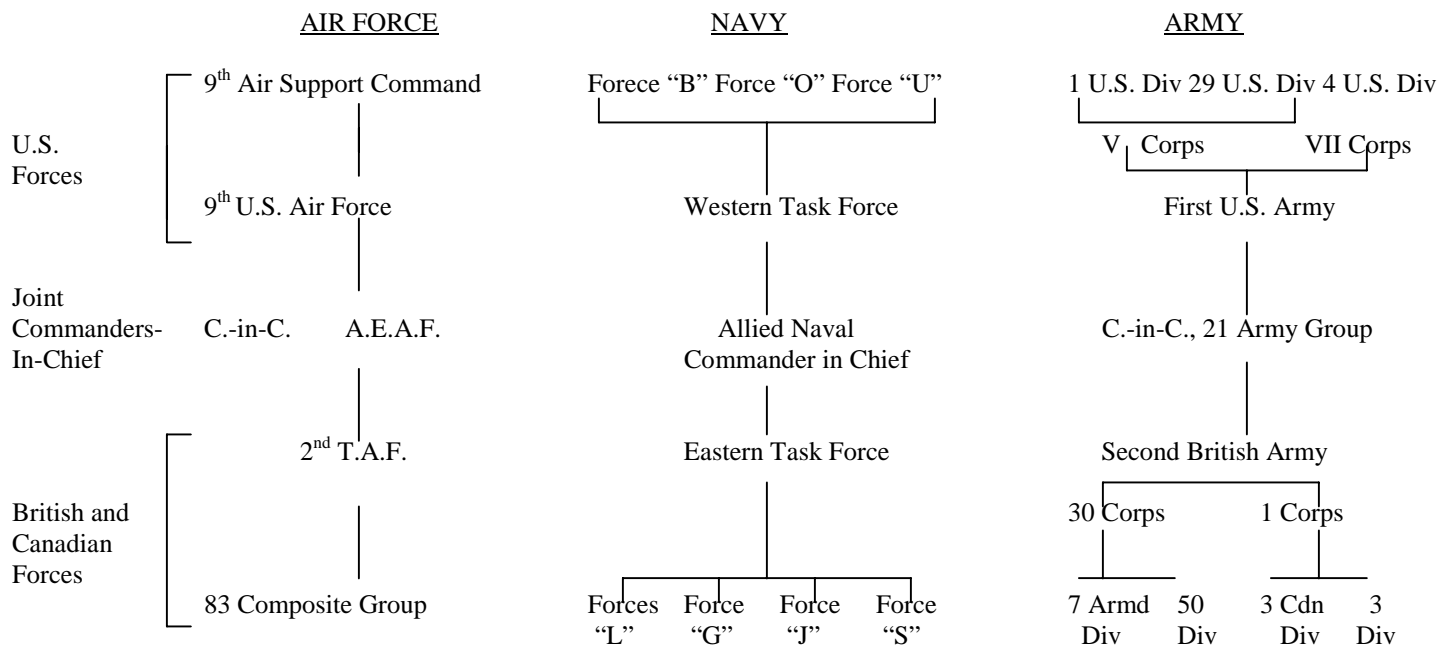 AIR FORCE NAVY ARMY
9th Air Support Command Forece “B” Force “O” Force “U” 1 U.S. Div 29 U.S. Div 4 U.S. Div
U.S. V Corps VII Corps
Forces
9th U.S. Air Force Western Task Force First U.S. Army
Joint
Commanders- C.-in-C. A.E.A.F. Allied Naval C.-in-C., 21 Army Group
In-Chief Commander in Chief
2nd T.A.F. Eastern Task Force Second British Army
British and 30 Corps 1 Corps
Canadian
Forces
83 Composite Group Forces Force Force Force 7 Armd 50 3 Cdn 3
“L” “G” “J” “S” Div Div Div Div